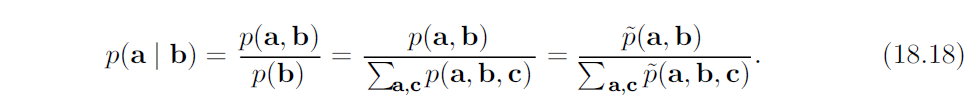 p(a | b) = p(a, b) / p(b) = p(a, b) / ∑_{a,c} p(a, b, c) = p̃(a, b) / ∑_{a,c} p̃(a, b, c). (18.18)